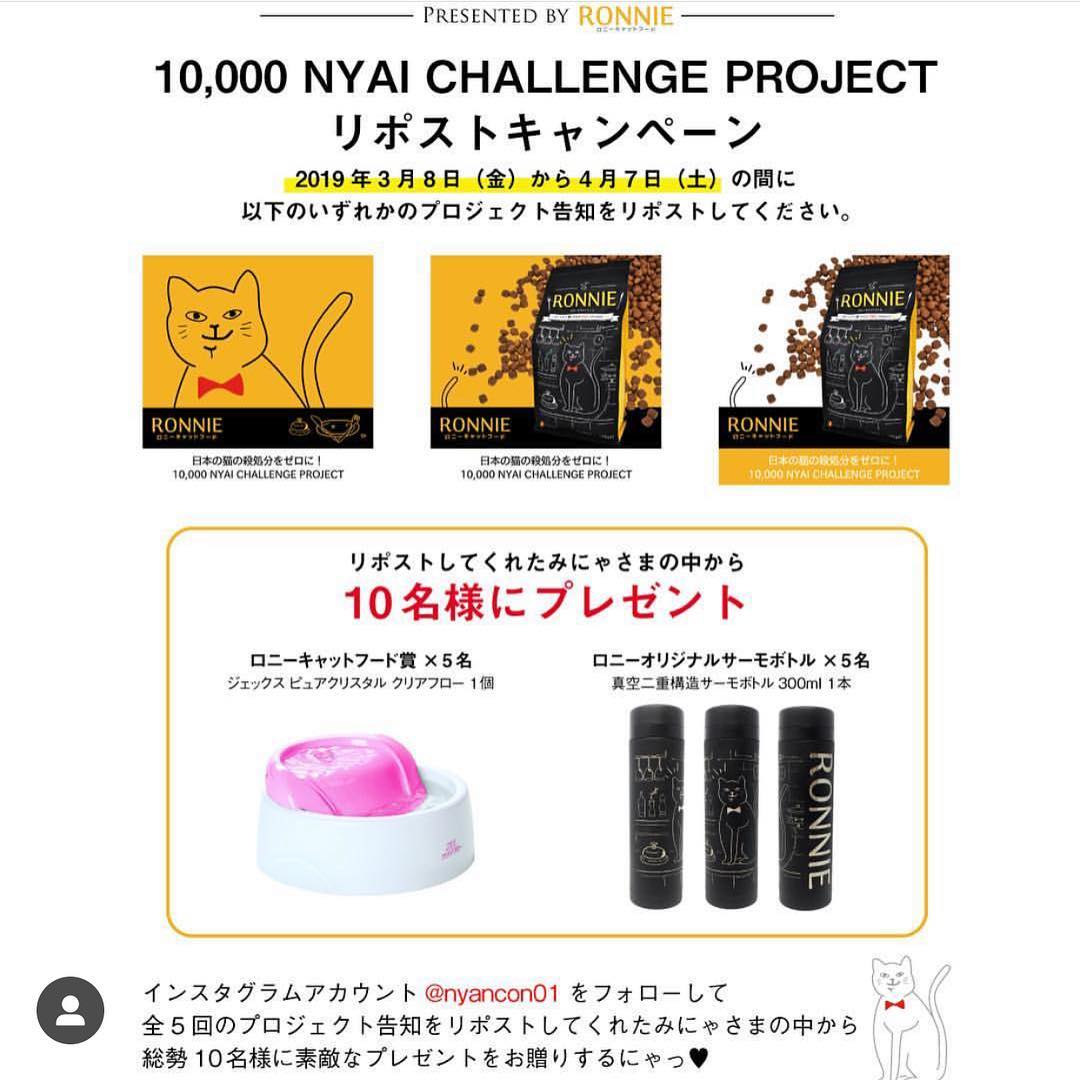 PRESENTED BY RONNIE
ロニーキャットフード
10,000 NYAI CHALLENGE PROJECT
リポストキャンペーン
2019年3月8日（金）から4月7日（土）の間に
以下のいずれかのプロジェクト告知をリポストしてください。
RONNIE
RONNIE
RONNIE
ロニーキャットフード
RONNIE
ロニーキャットフード
RONNIE
ロニーキャットフード
日本の猫の殺処分をゼロに！
10,000 NYAI CHALLENGE PROJECT
日本の猫の殺処分をゼロに！
10,000 NYAI CHALLENGE PROJECT
日本の猫の殺処分をゼロに！
10,000 NYAI CHALLENGE PROJECT
リポストしてくれたみにゃさまの中から
10名様にプレゼント
ロニーキャットフード賞 ×5名
ジェックス ピュアクリスタル クリアフロー 1個
ロニーオリジナルサーモボトル ×5名
真空二重構造サーモボトル 300ml 1本
RONNIE
インスタグラムアカウント @nyancon01 をフォローして
全5回のプロジェクト告知をリポストしてくれたみにゃさまの中から
総勢10名様に素敵なプレゼントをお贈りするにゃっ♥